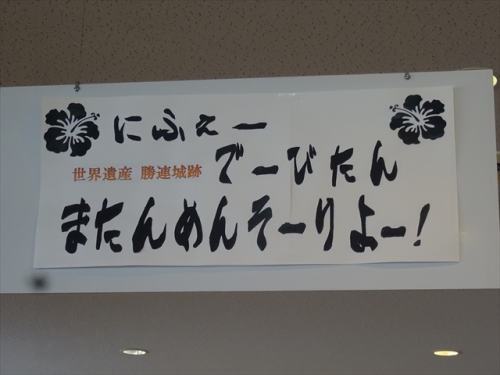 にふぇー
でーびたん
世界遺産 勝連城跡
またんめんそーりよー!